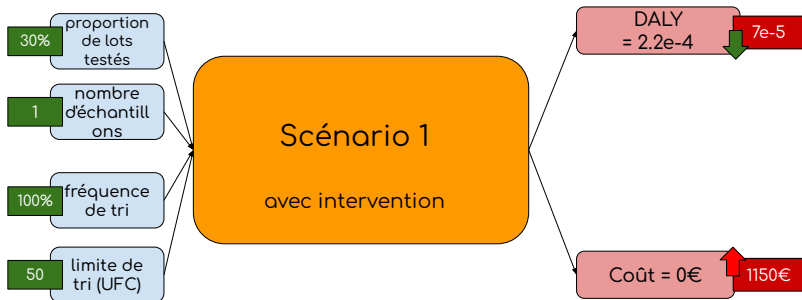 30%
proportion
de lots
testés
1
nombre
d'échantill
ons
100%
fréquence
de tri
50
limite de
tri (UFC)
Scénario 1
avec intervention
DALY
= 2.2e-4
7e-5
Coût = 0€
1150€